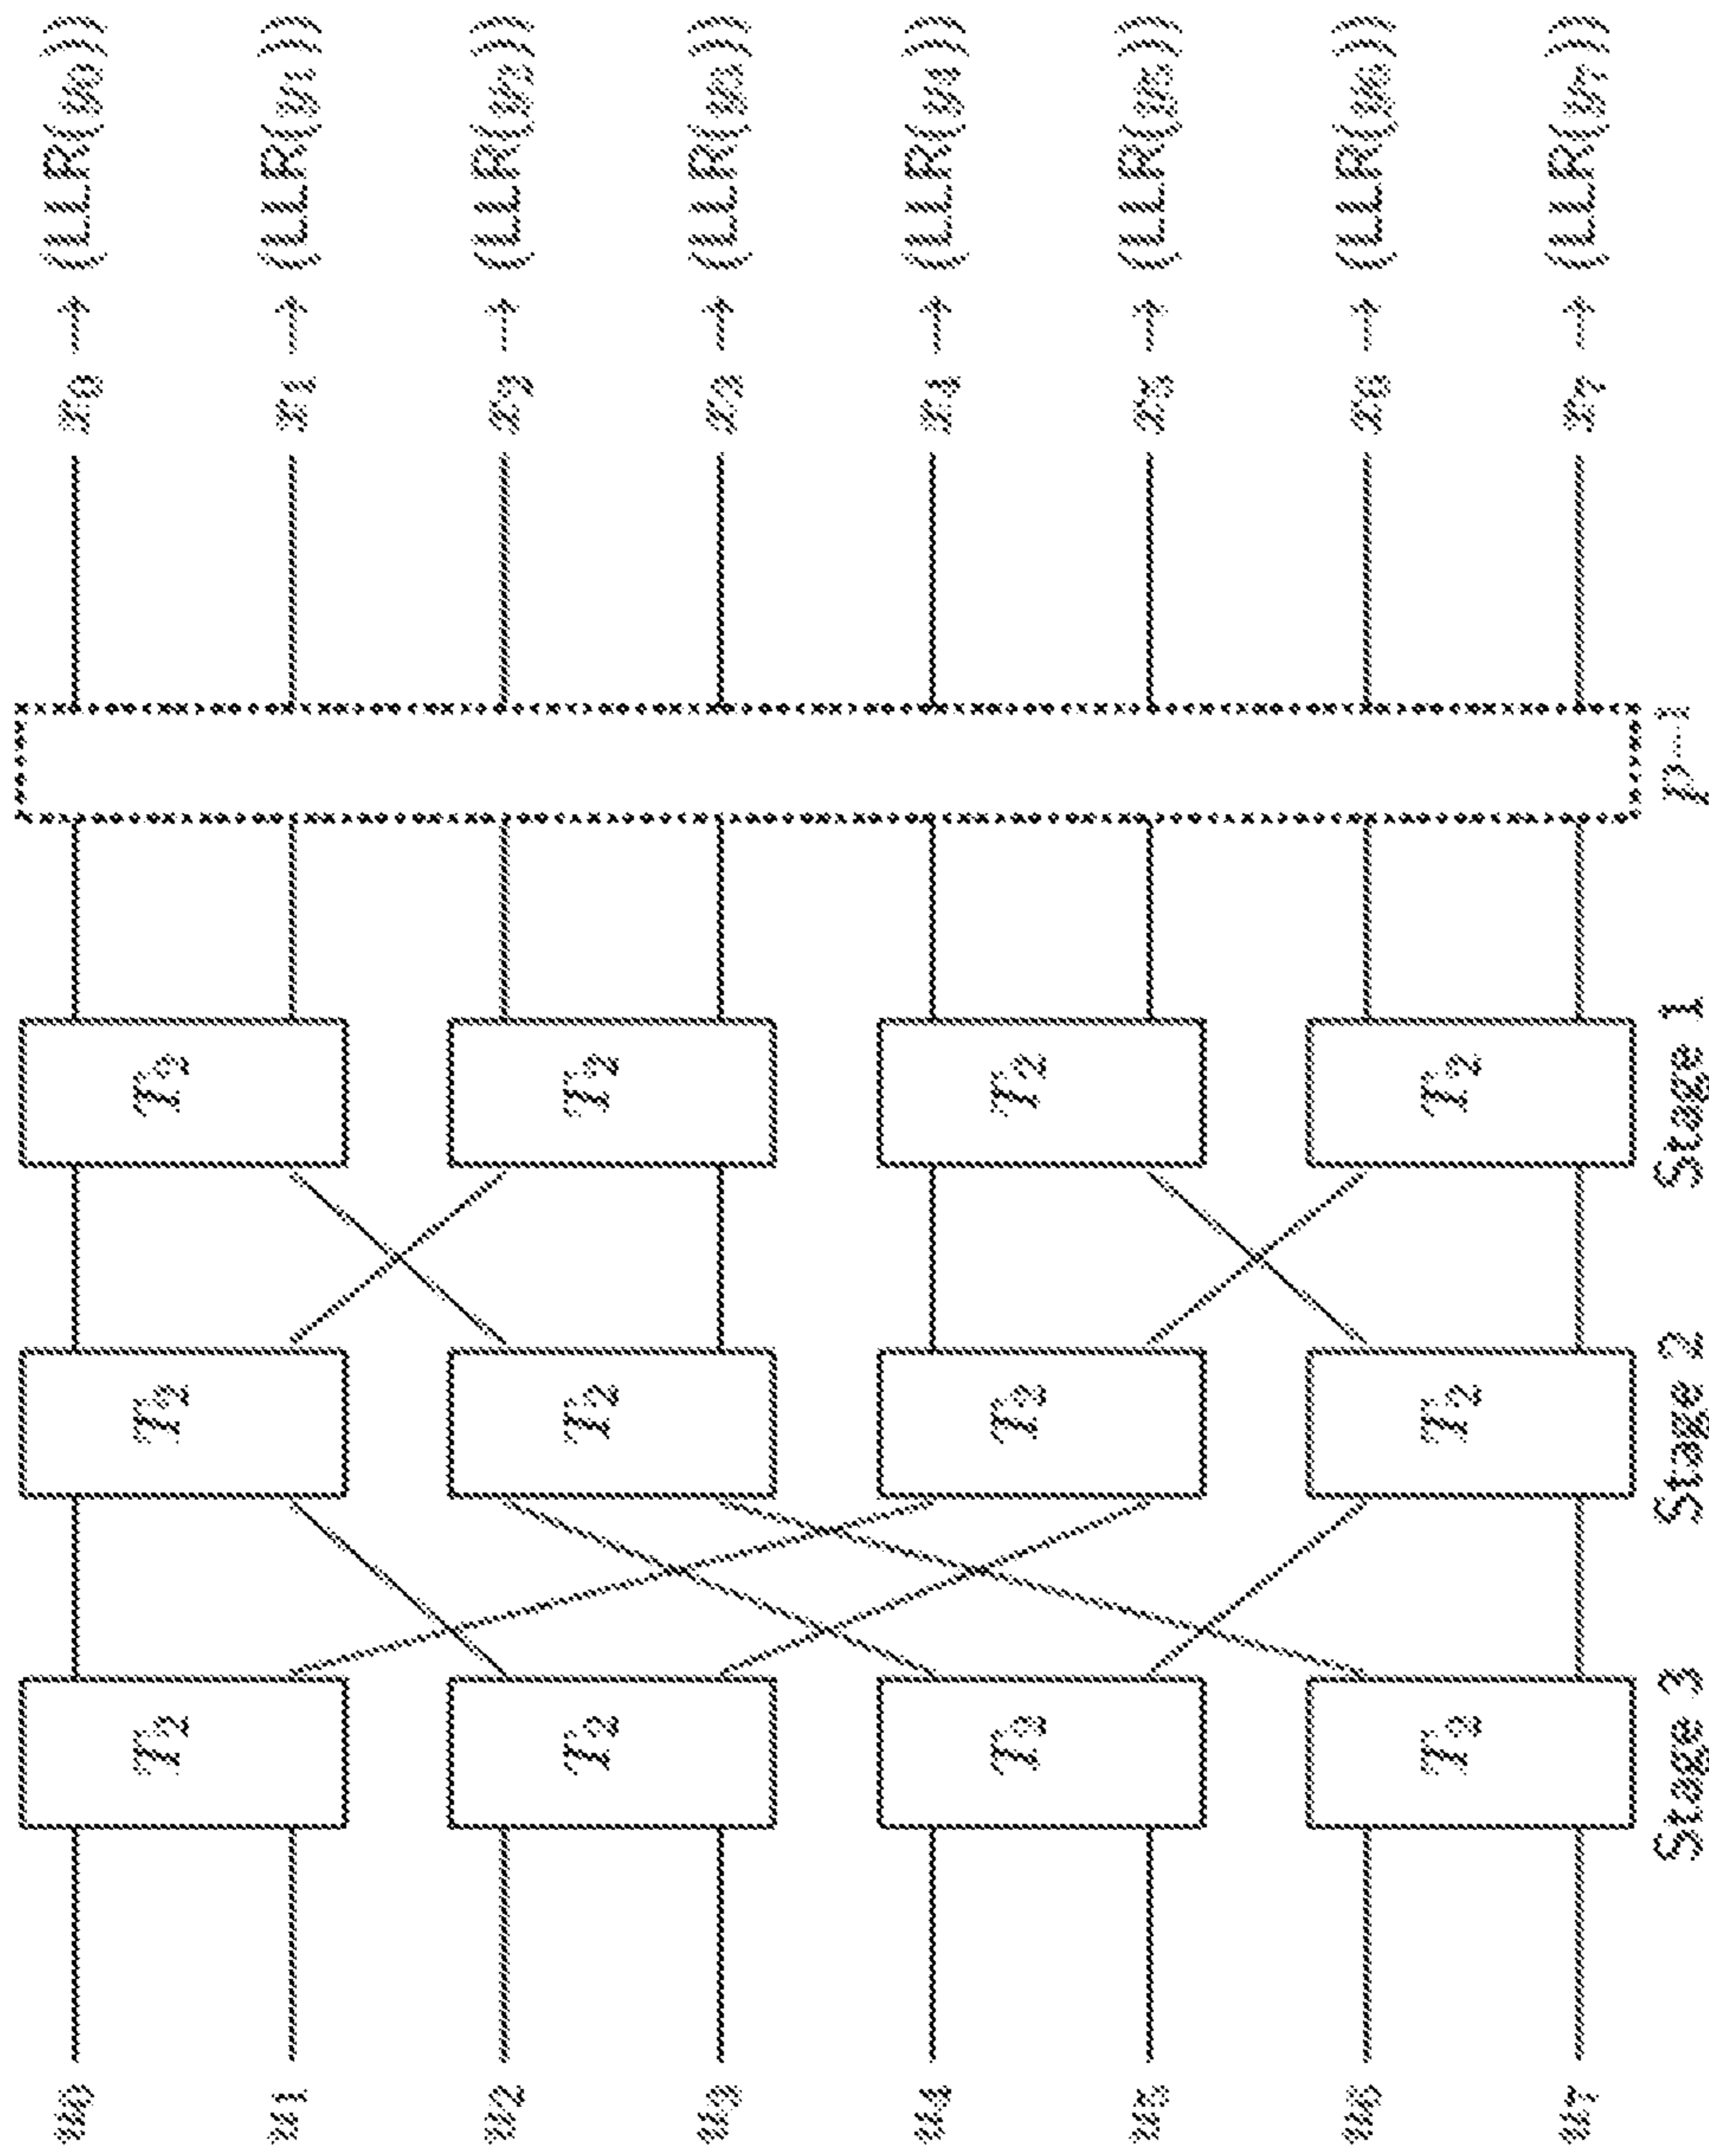 u0 T2 T2 T2 x0 → (LLR(y0))
u1 x1 → (LLR(y1))
u2 T2 T2 T2 x2 → (LLR(y2))
u3 x3 → (LLR(y3))
u4 T2 T2 T2 x4 → (LLR(y4))
u5 x5 → (LLR(y5))
u6 T2 T2 T2 x6 → (LLR(y6))
u7 x7 → (LLR(y7))
Stage 3 Stage 2 Stage 1 p−1